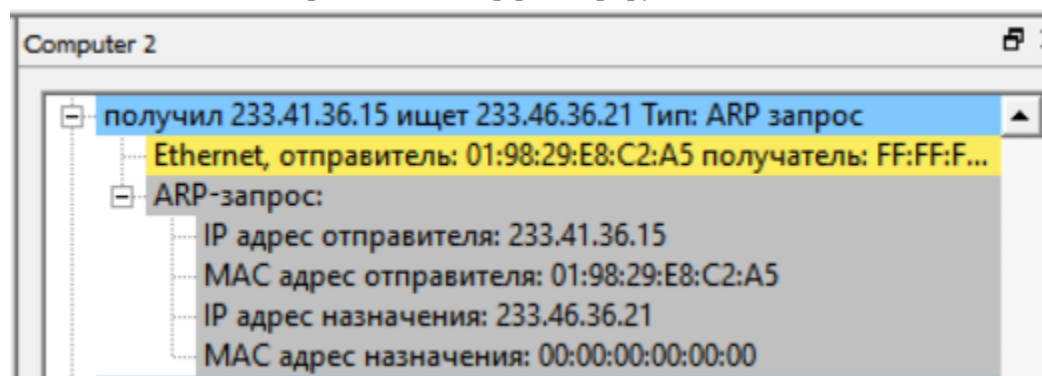 Computer 2
получил 233.41.36.15 ищет 233.46.36.21 Тип: ARP запрос
Ethernet, отправитель: 01:98:29:E8:C2:A5 получатель: FF:FF:F...
ARP-запрос:
IP адрес отправителя: 233.41.36.15
MAC адрес отправителя: 01:98:29:E8:C2:A5
IP адрес назначения: 233.46.36.21
MAC адрес назначения: 00:00:00:00:00:00